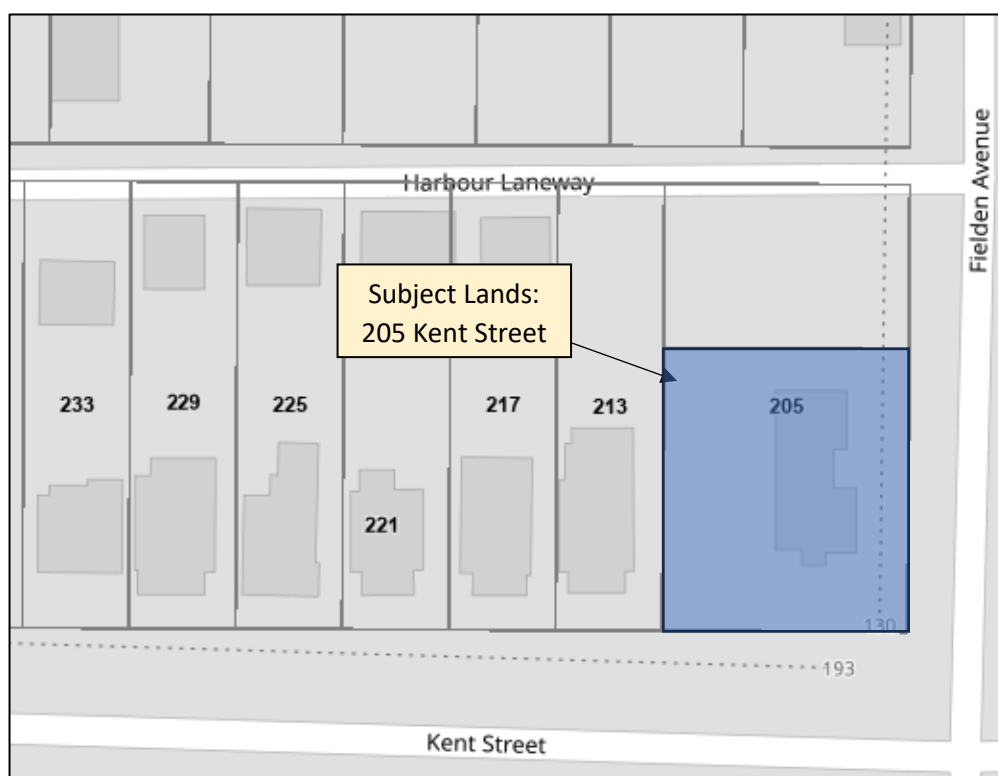 Harbour Laneway
Fielden Avenue
Subject Lands:
205 Kent Street
233
229
225
217
213
205
221
130
193
Kent Street